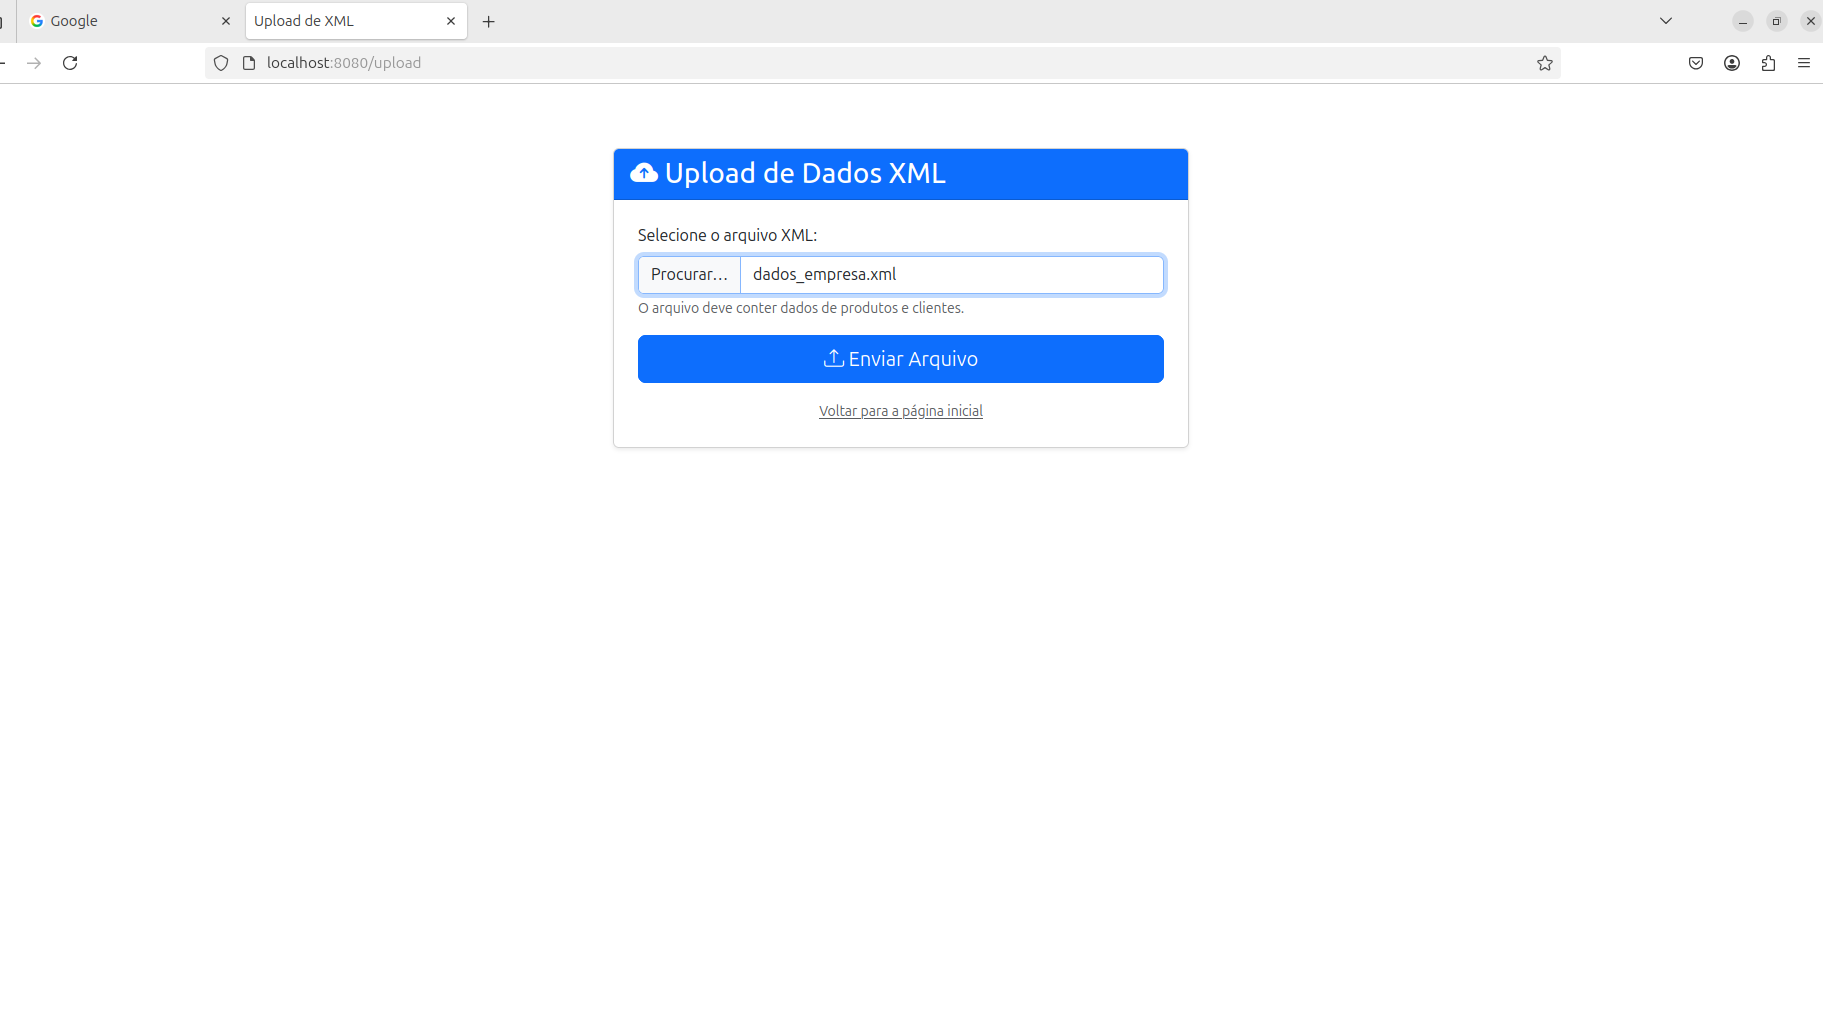 Google
Upload de XML
localhost:8080/upload
Upload de Dados XML
Selecione o arquivo XML:
Procurar... dados_empresa.xml
O arquivo deve conter dados de produtos e clientes.
Enviar Arquivo
Voltar para a página inicial